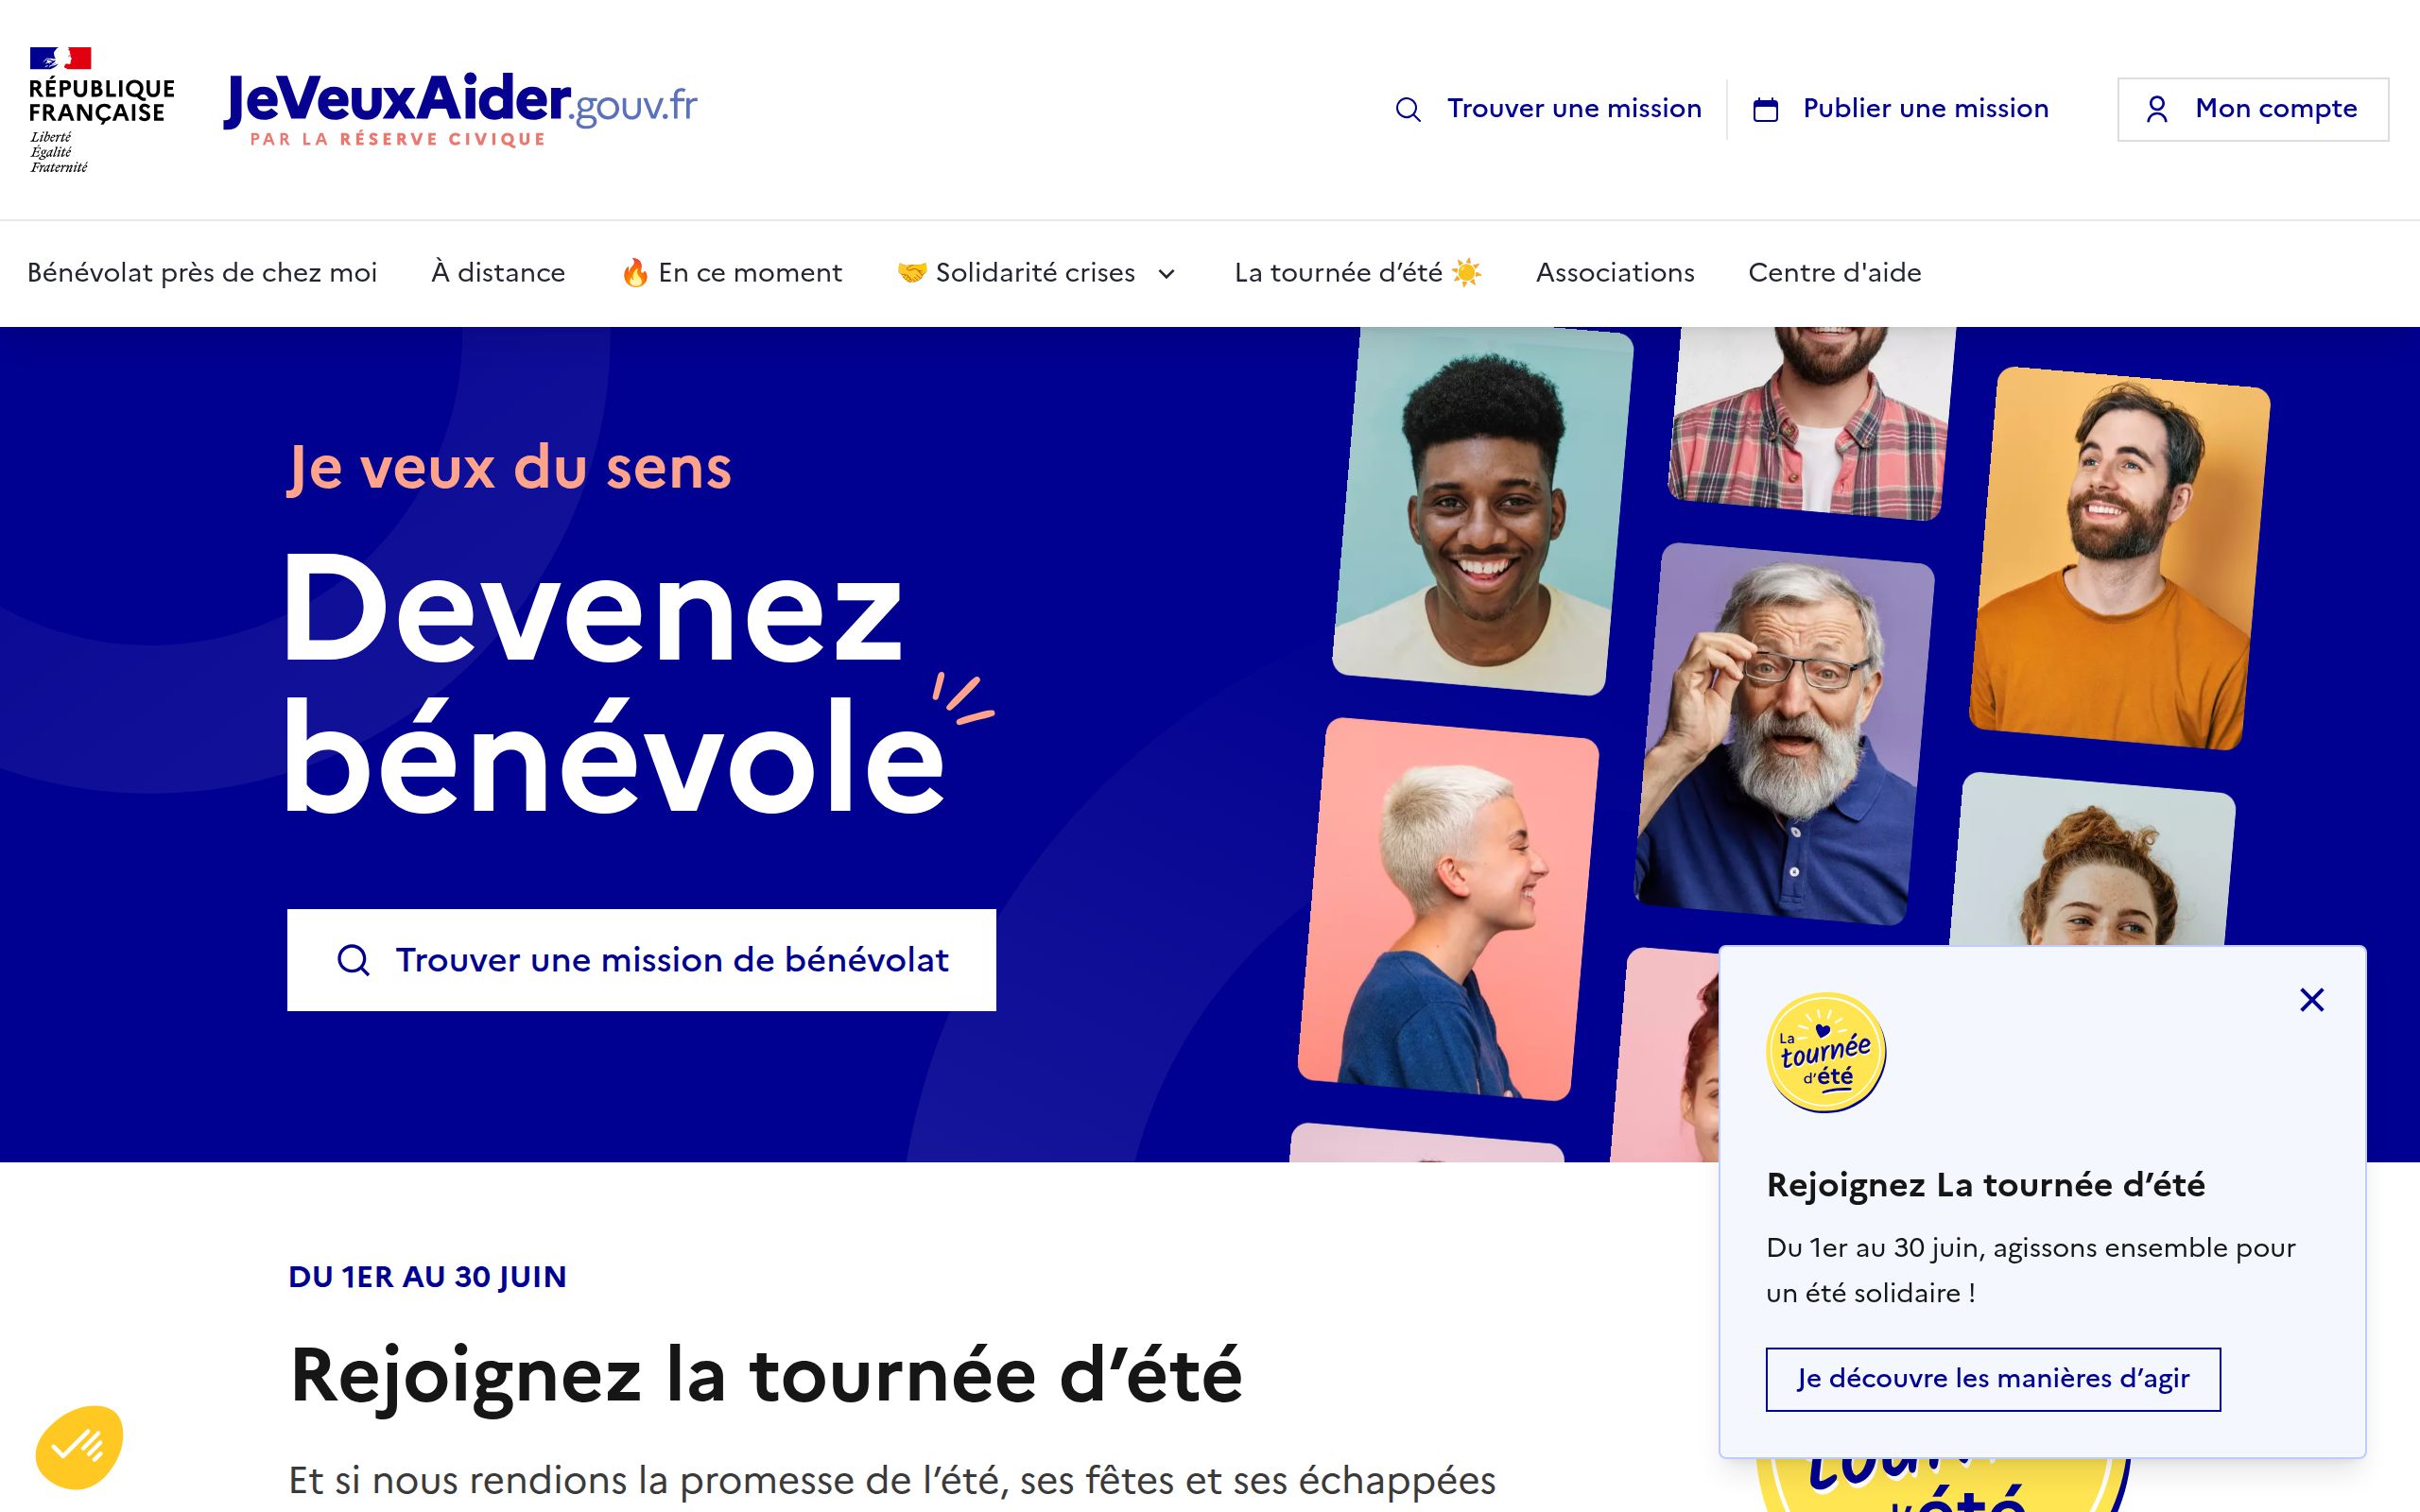 RÉPUBLIQUE
FRANÇAISE
Liberté
Égalité
Fraternité
JeVeuxAider.gouv.fr
PAR LA RÉSERVE CIVIQUE
Trouver une mission
Publier une mission
Mon compte
Bénévolat près de chez moi
À distance
🔥 En ce moment
🤝 Solidarité crises
La tournée d’été ☀️
Associations
Centre d'aide
Je veux du sens
Devenez
bénévole
Trouver une mission de bénévolat
La
tournée
d’été
Rejoignez La tournée d’été
Du 1er au 30 juin, agissons ensemble pour
un été solidaire !
Je découvre les manières d’agir
DU 1ER AU 30 JUIN
Rejoignez la tournée d’été
Et si nous rendions la promesse de l’été, ses fêtes et ses échappées